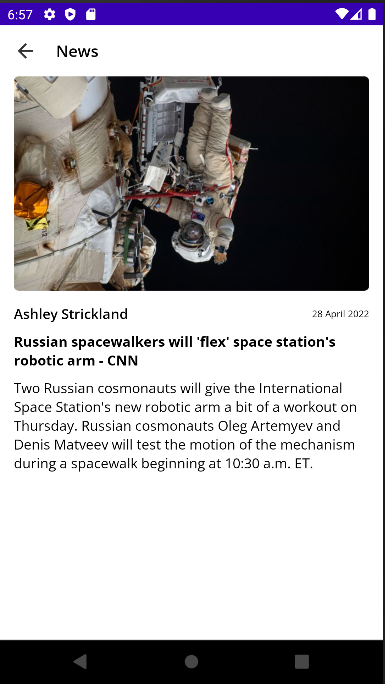 6:57
News
Ashley Strickland
28 April 2022
Russian spacewalkers will 'flex' space station's
robotic arm - CNN
Two Russian cosmonauts will give the International
Space Station's new robotic arm a bit of a workout on
Thursday. Russian cosmonauts Oleg Artemyev and
Denis Matveev will test the motion of the mechanism
during a spacewalk beginning at 10:30 a.m. ET.